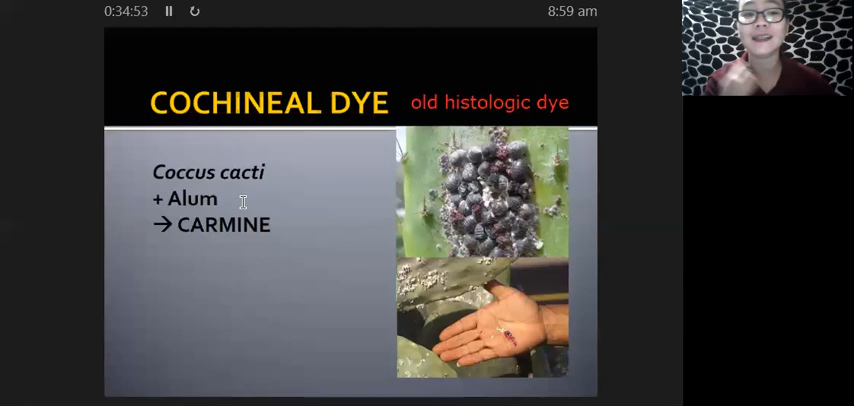 0:34:53
8:59 am
COCHINEAL DYE old histologic dye
Coccus cacti
+ Alum
→ CARMINE